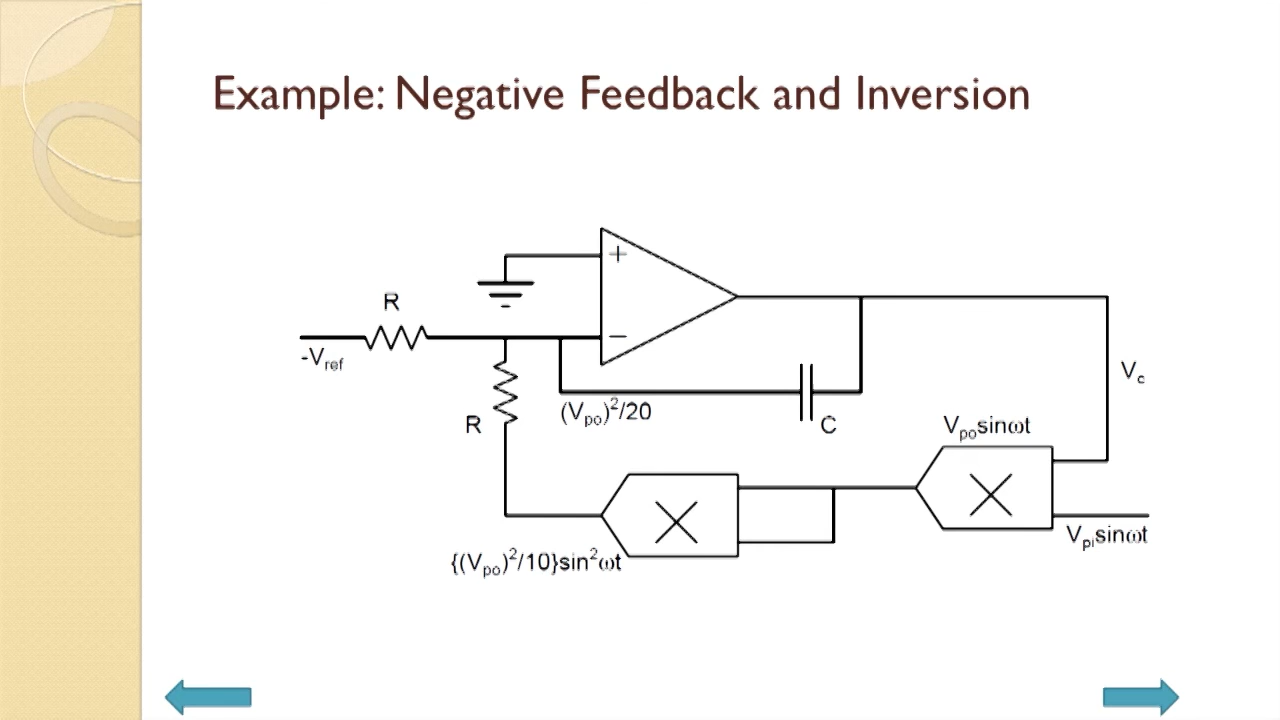 Example: Negative Feedback and Inversion
+
R
−
-Vref
Vc
(Vpo)²/20
R
C
Vposinωt
Vpisinωt
{(Vpo)²/10}sin²ωt